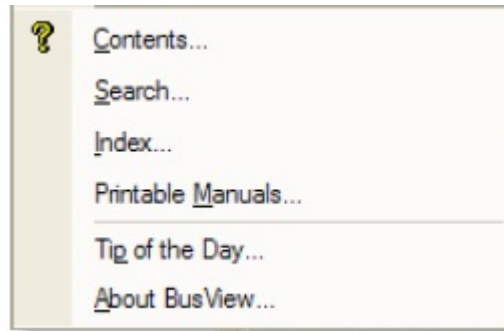 Contents...
Search...
Index...
Printable Manuals...
Tip of the Day...
About BusView...